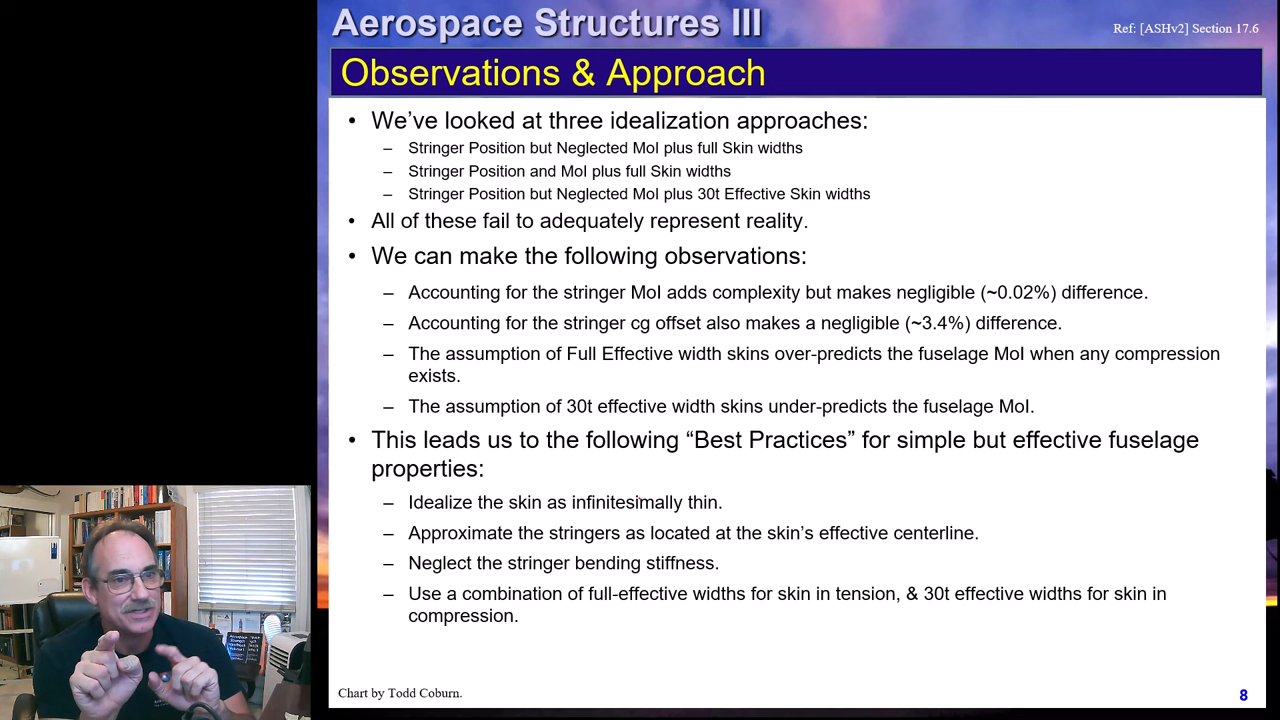 Aerospace Structures III
Ref: [ASHv2] Section 17.6
Observations & Approach
• We've looked at three idealization approaches:
– Stringer Position but Neglected MoI plus full Skin widths
– Stringer Position and MoI plus full Skin widths
– Stringer Position but Neglected MoI plus 30t Effective Skin widths
• All of these fail to adequately represent reality.
• We can make the following observations:
– Accounting for the stringer MoI adds complexity but makes negligible (~0.02%) difference.
– Accounting for the stringer cg offset also makes a negligible (~3.4%) difference.
– The assumption of Full Effective width skins over-predicts the fuselage MoI when any compression
exists.
– The assumption of 30t effective width skins under-predicts the fuselage MoI.
• This leads us to the following “Best Practices” for simple but effective fuselage
properties:
– Idealize the skin as infinitesimally thin.
– Approximate the stringers as located at the skin's effective centerline.
– Neglect the stringer bending stiffness.
– Use a combination of full-effective widths for skin in tension, & 30t effective widths for skin in
compression.
Chart by Todd Coburn.
8